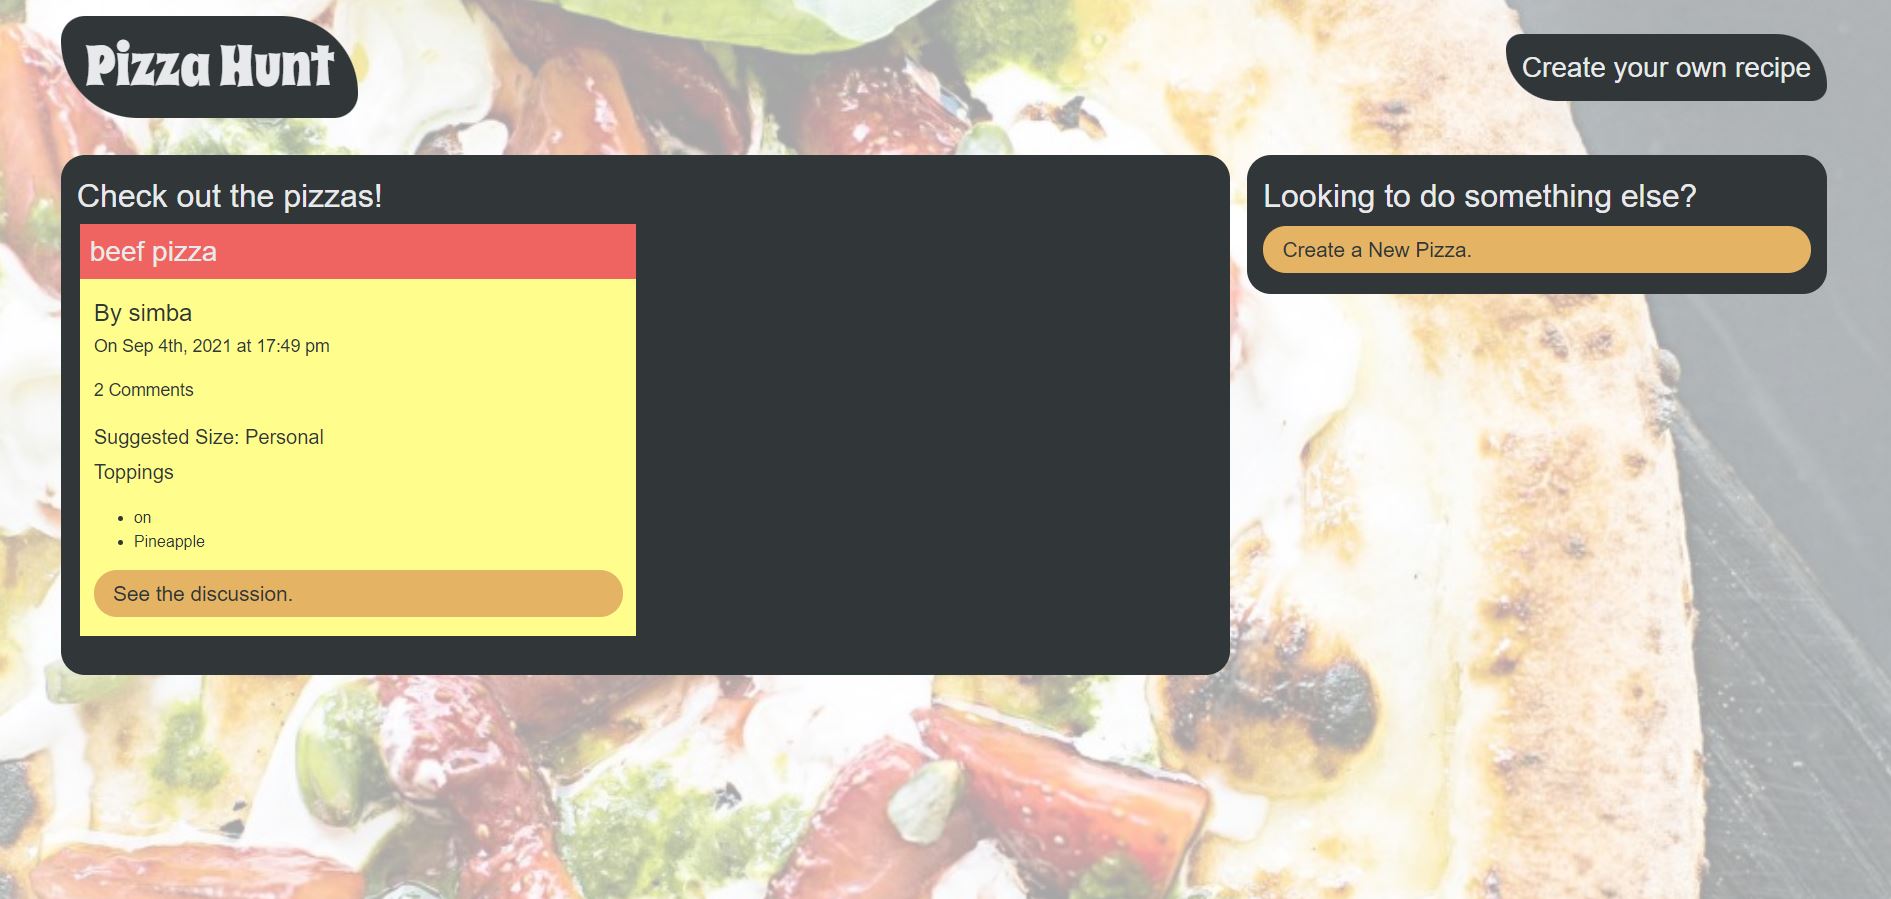 Pizza Hunt
Create your own recipe
Check out the pizzas!
beef pizza
By simba
On Sep 4th, 2021 at 17:49 pm
2 Comments
Suggested Size: Personal
Toppings
on
Pineapple
See the discussion.
Looking to do something else?
Create a New Pizza.